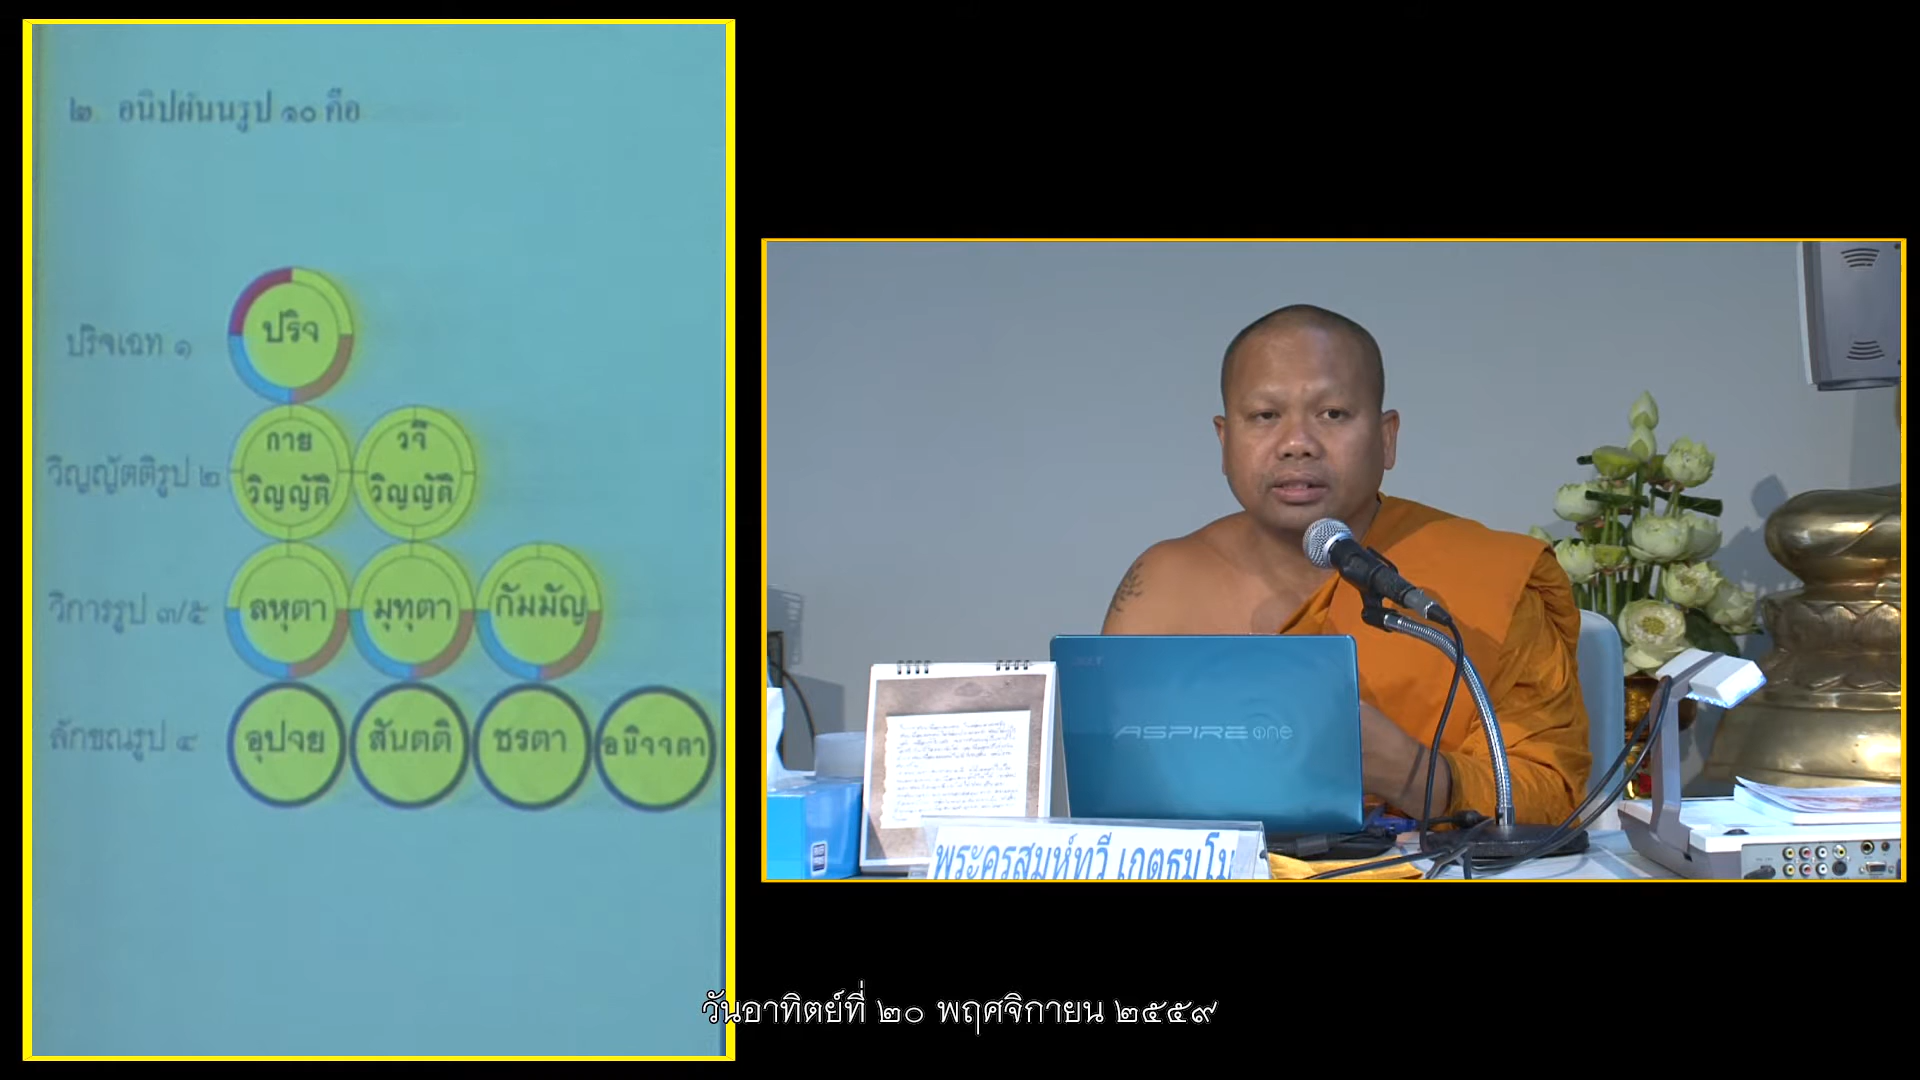 ๒. อนิปผันนรูป ๑๐ คือ
ปริจเฉท ๑
ปริจ
วิญญัตติรูป ๒
กาย
วิญญัติ
วจี
วิญญัติ
วิการรูป ๓/๕
ลหุตา
มุทุตา
กัมมัญ
ลักขณรูป ๔
อุปจย
สันตติ
ชรตา
อนิจจตา
ASPIRE one
พระครูสมุห์ทวี เกตุธมฺโม
วันอาทิตย์ที่ ๒๐ พฤศจิกายน ๒๕๕๙